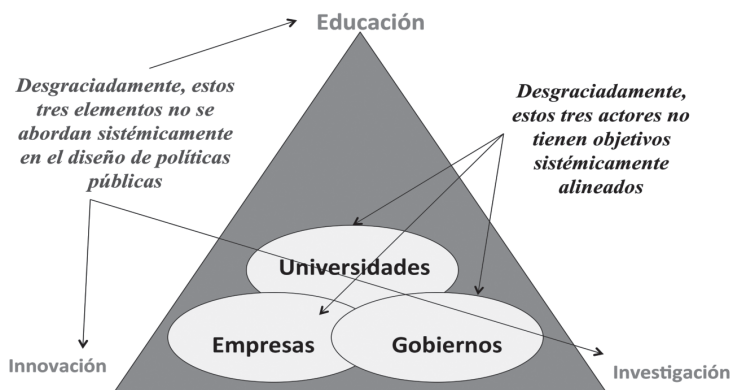 Educación
Desgraciadamente, estos
tres elementos no se
abordan sistémicamente
en el diseño de políticas
públicas
Desgraciadamente,
estos tres actores no
tienen objetivos
sistémicamente
alineados
Universidades
Empresas
Gobiernos
Innovación
Investigación